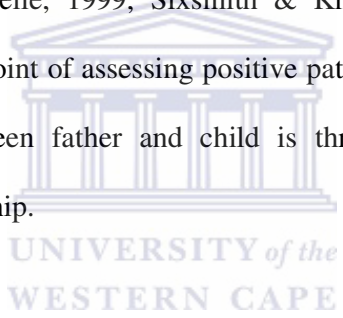 1999; Sixsmith &
oint of assessing positive pat
een father and child is thr
hip.
UNIVERSITY of the
WESTERN CAPE